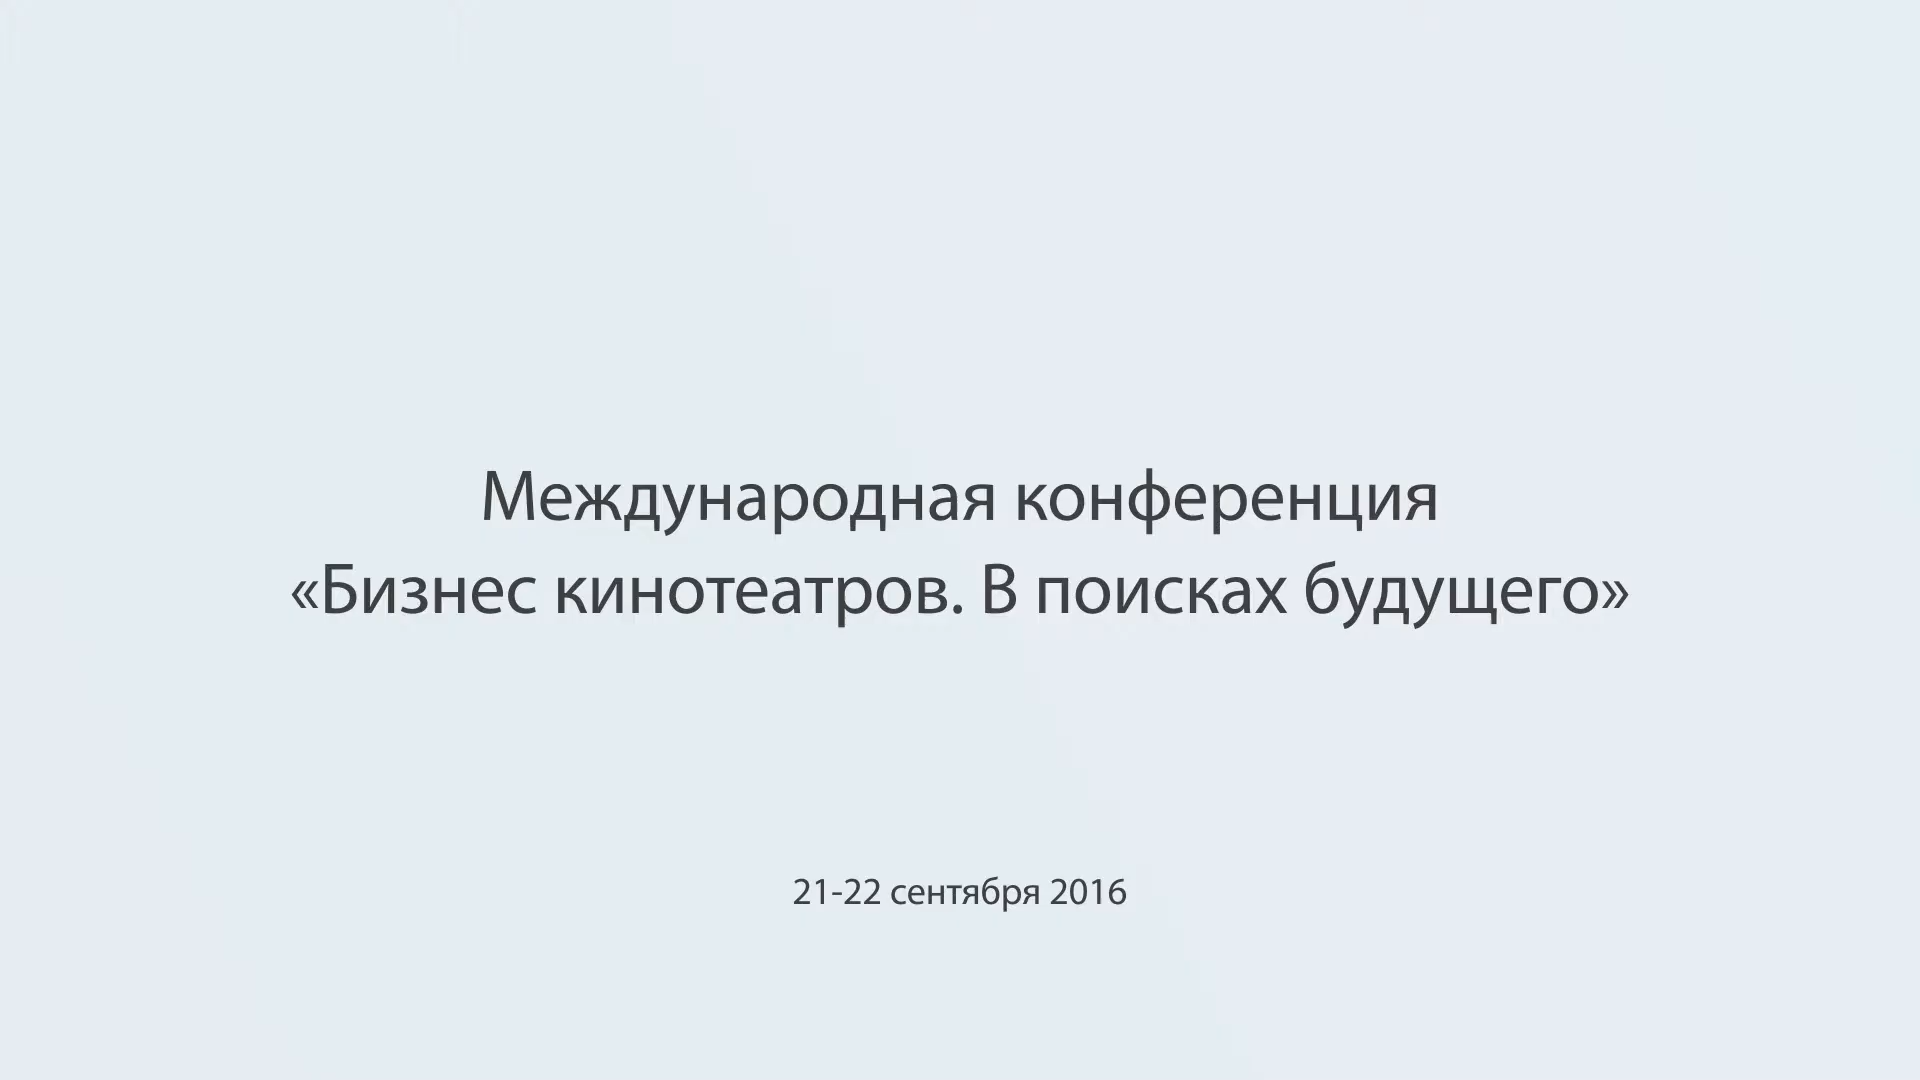 Международная конференция
«Бизнес кинотеатров. В поисках будущего»
21-22 сентября 2016